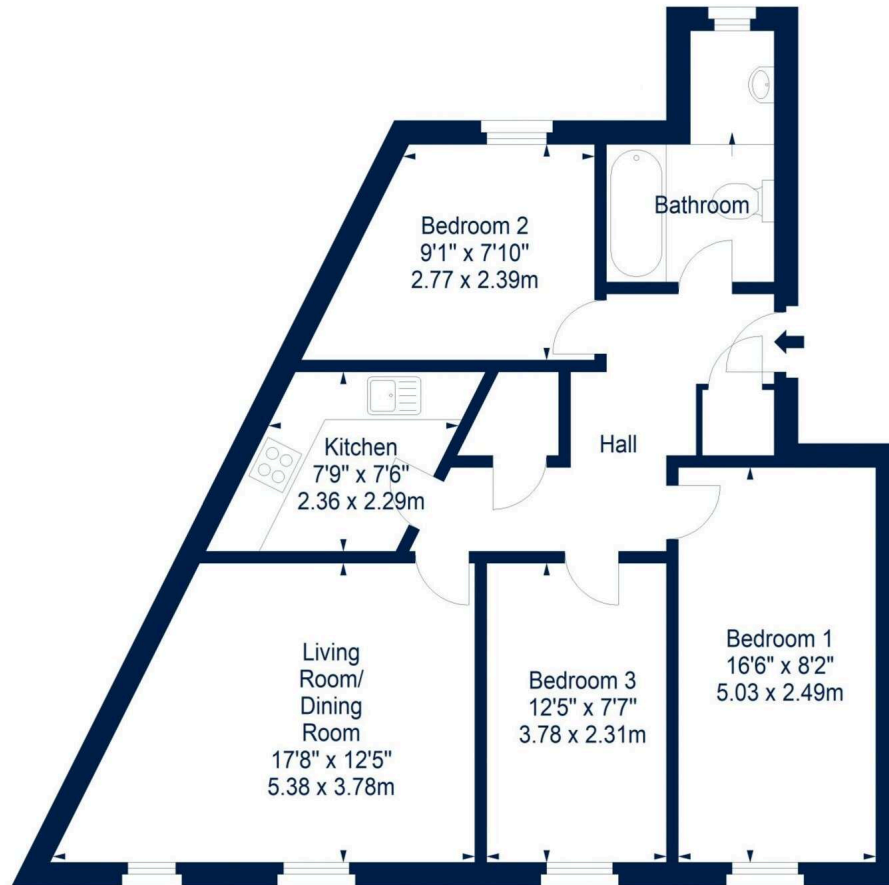 Bathroom
Bedroom 2
9'1" x 7'10"
2.77 x 2.39m
Kitchen
7'9" x 7'6"
2.36 x 2.29m
Hall
Living
Room/
Dining
Room
17'8" x 12'5"
5.38 x 3.78m
Bedroom 3
12'5" x 7'7"
3.78 x 2.31m
Bedroom 1
16'6" x 8'2"
5.03 x 2.49m